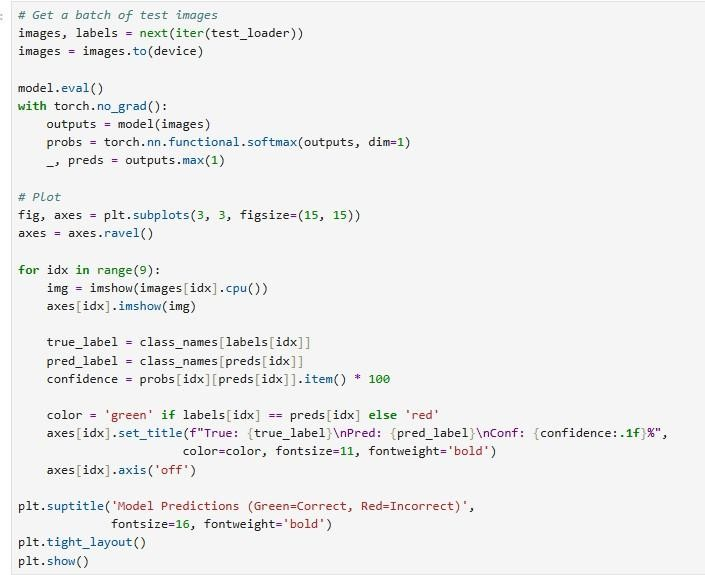 # Get a batch of test images
images, labels = next(iter(test_loader))
images = images.to(device)
model.eval()
with torch.no_grad():
    outputs = model(images)
    probs = torch.nn.functional.softmax(outputs, dim=1)
    _, preds = outputs.max(1)
# Plot
fig, axes = plt.subplots(3, 3, figsize=(15, 15))
axes = axes.ravel()
for idx in range(9):
    img = imshow(images[idx].cpu())
    axes[idx].imshow(img)
    true_label = class_names[labels[idx]]
    pred_label = class_names[preds[idx]]
    confidence = probs[idx][preds[idx]].item() * 100
    color = 'green' if labels[idx] == preds[idx] else 'red'
    axes[idx].set_title(f"True: {true_label}\nPred: {pred_label}\nConf: {confidence:.1f}%",
                       color=color, fontsize=11, fontweight='bold')
    axes[idx].axis('off')
plt.suptitle('Model Predictions (Green=Correct, Red=Incorrect)',
             fontsize=16, fontweight='bold')
plt.tight_layout()
plt.show()